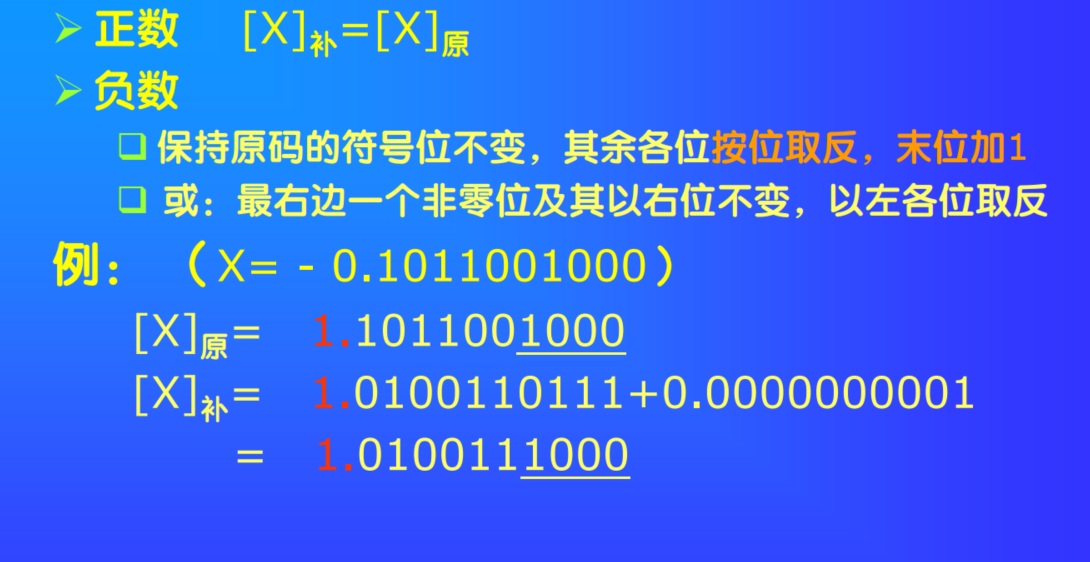 ➢ 正数 [X]补=[X]原
➢ 负数
❑ 保持原码的符号位不变，其余各位按位取反，末位加1
❑ 或：最右边一个非零位及其以右位不变，以左各位取反
例：（X= - 0.1011001000）
[X]原= 1.1011001000
[X]补= 1.0100110111+0.0000000001
= 1.0100111000